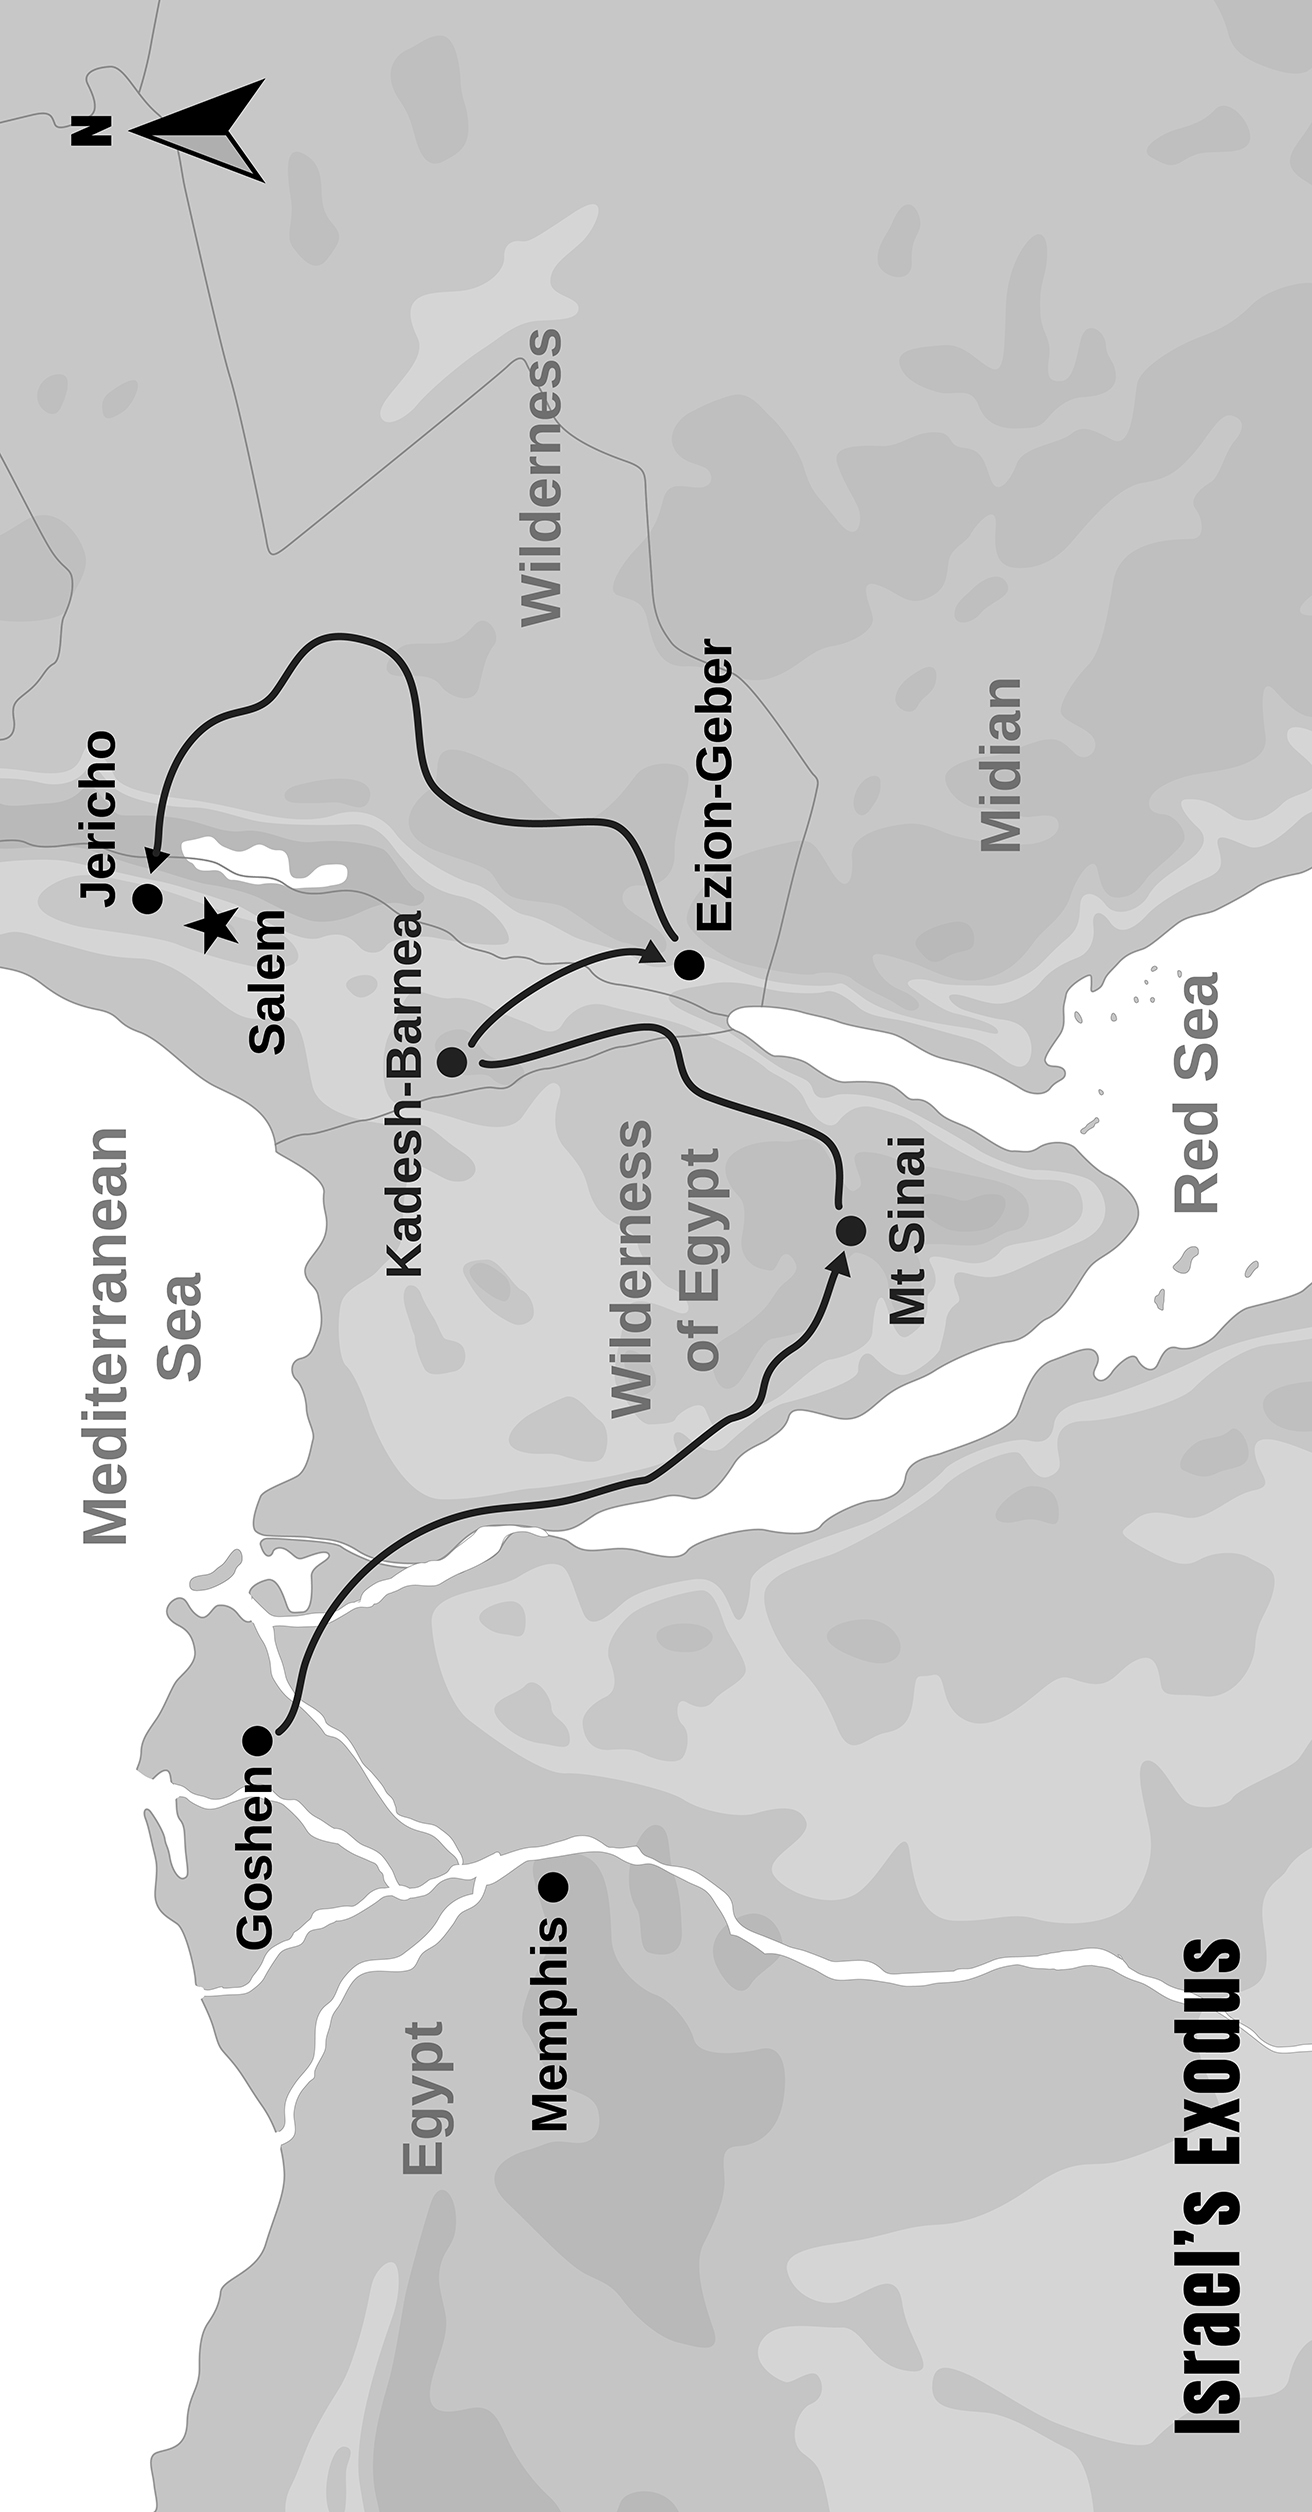 Mediterranean
Sea
Jericho
N
Salem
Goshen
Kadesh-Barnea
Egypt
Wilderness
Memphis
Wilderness
of Egypt
Ezion-Geber
Mt Sinai
Midian
Israel’s Exodus
Red Sea